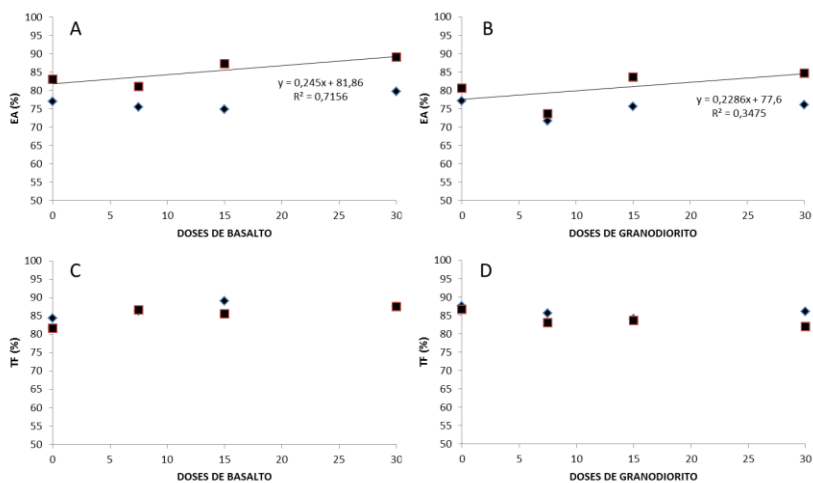 A
100
95
90
85
80
75
70
65
60
55
50
EA (%)
y = 0,245x + 81,86
R² = 0,7156
0 5 10 15 20 25 30
DOSES DE BASALTO
B
100
95
90
85
80
75
70
65
60
55
50
EA (%)
y = 0,2286x + 77,6
R² = 0,3475
0 5 10 15 20 25 30
DOSES DE GRANODIORITO
C
100
95
90
85
80
75
70
65
60
55
50
TF (%)
0 5 10 15 20 25 30
DOSES DE BASALTO
D
100
95
90
85
80
75
70
65
60
55
50
TF (%)
0 5 10 15 20 25 30
DOSES DE GRANODIORITO